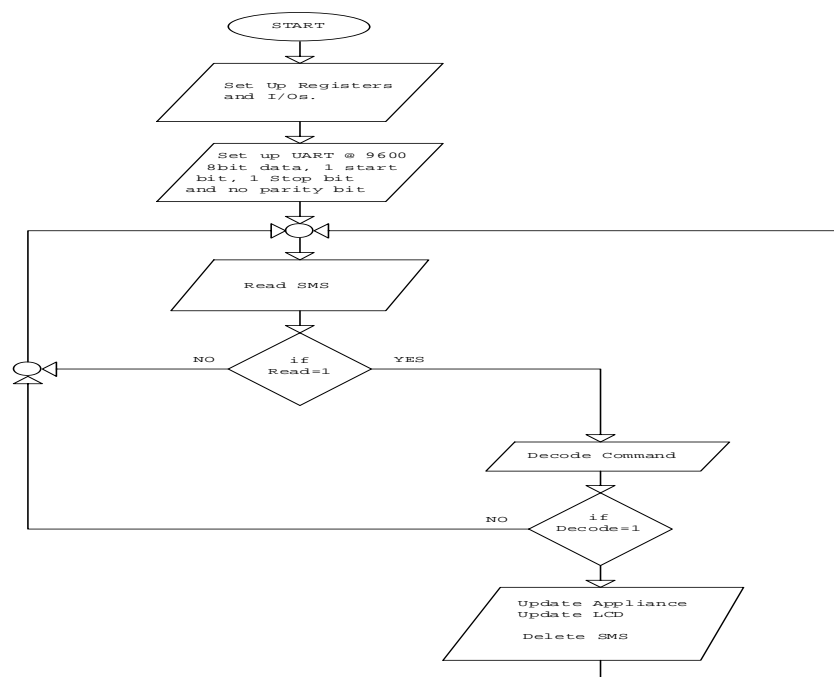 START
Set Up Registers
and I/Os.
Set up UART @ 9600
8bit data, 1 start
bit, 1 Stop bit
and no parity bit
Read SMS
NO
if
Read=1
YES
Decode Command
NO
if
Decode=1
Update Appliance
Update LCD
Delete SMS